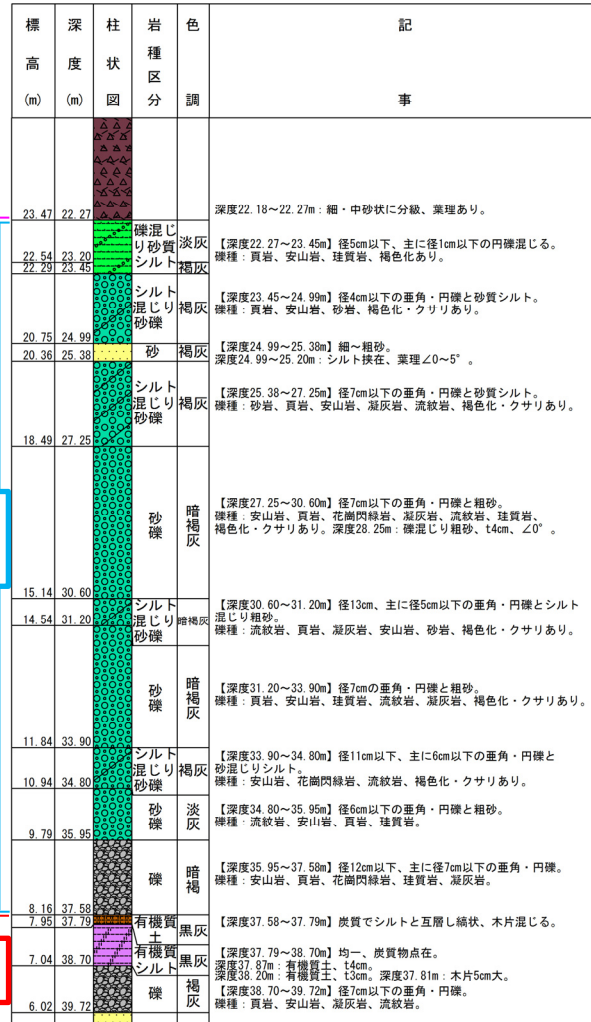 標高(m) 深度(m) 柱状図 岩種区分 色調 記事
深度22.18～22.27m：細・中砂状に分級、葉理あり。
23.47 22.27
礫混じり砂質シルト 淡灰
【深度22.27～23.45m】径5cm以下、主に径1cm以下の円礫混じる。
礫種：頁岩、安山岩、珪質岩、褐色化あり。
22.54 23.20
褐灰
22.29 23.45
シルト混じり砂礫 褐灰
【深度23.45～24.99m】径4cm以下の亜角・円礫と砂質シルト。
礫種：頁岩、安山岩、砂岩、褐色化・クサリあり。
20.75 24.99
砂 褐灰
【深度24.99～25.38m】細～粗砂。
深度24.99～25.20m：シルト挟在、葉理∠0～5°。
20.36 25.38
シルト混じり砂礫 褐灰
【深度25.38～27.25m】径7cm以下の亜角・円礫と砂質シルト。
礫種：砂岩、頁岩、安山岩、凝灰岩、流紋岩、褐色化・クサリあり。
18.49 27.25
砂礫 暗褐灰
【深度27.25～30.60m】径7cm以下の亜角・円礫と粗砂。
礫種：安山岩、頁岩、花崗閃緑岩、凝灰岩、流紋岩、珪質岩、
褐色化・クサリあり。深度28.25m：礫混じり粗砂、t4cm、∠0°。
15.14 30.60
シルト混じり砂礫 暗褐灰
【深度30.60～31.20m】径13cm、主に径5cm以下の亜角・円礫とシルト
混じり粗砂。
礫種：流紋岩、頁岩、凝灰岩、安山岩、砂岩、褐色化・クサリあり。
14.54 31.20
砂礫 暗褐灰
【深度31.20～33.90m】径7cmの亜角・円礫と粗砂。
礫種：頁岩、安山岩、珪質岩、流紋岩、凝灰岩、褐色化・クサリあり。
11.84 33.90
シルト混じり砂礫 褐灰
【深度33.90～34.80m】径11cm以下、主に6cm以下の亜角・円礫と
砂混じりシルト。
礫種：安山岩、花崗閃緑岩、流紋岩、褐色化・クサリあり。
10.94 34.80
砂礫 淡灰
【深度34.80～35.95m】径6cm以下の亜角・円礫と粗砂。
礫種：流紋岩、安山岩、頁岩、珪質岩。
9.79 35.95
礫 暗褐
【深度35.95～37.58m】径12cm以下、主に径7cm以下の亜角・円礫。
礫種：安山岩、頁岩、花崗閃緑岩、珪質岩、凝灰岩。
8.16 37.58
有機質土 黒灰
【深度37.58～37.79m】炭質でシルトと互層し縞状、木片混じる。
7.95 37.79
有機質シルト 黒灰
【深度37.79～38.70m】均一、炭質物点在。
深度37.87m：有機質土、t4cm。
深度38.20m：有機質土、t3cm。深度37.81m：木片5cm大。
7.04 38.70
礫 褐灰
【深度38.70～39.72m】径7cm以下の亜角・円礫。
礫種：頁岩、安山岩、凝灰岩、流紋岩。
6.02 39.72